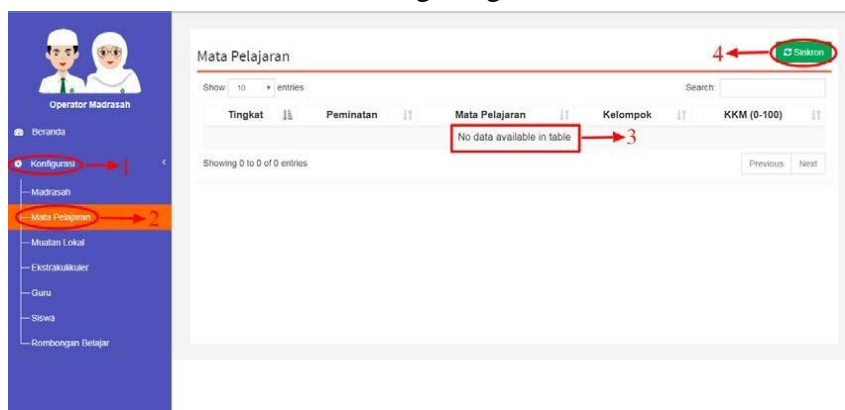 Operator Madrasah
Beranda
Konfigurasi
1
Madrasah
Mata Pelajaran
2
Muatan Lokal
Ekstrakulikuler
Guru
Siswa
Rombongan Belajar
Mata Pelajaran
4
Sinkron
Show 10 entries
Search:
Tingkat Peminatan Mata Pelajaran Kelompok KKM (0-100)
No data available in table
3
Showing 0 to 0 of 0 entries
Previous Next